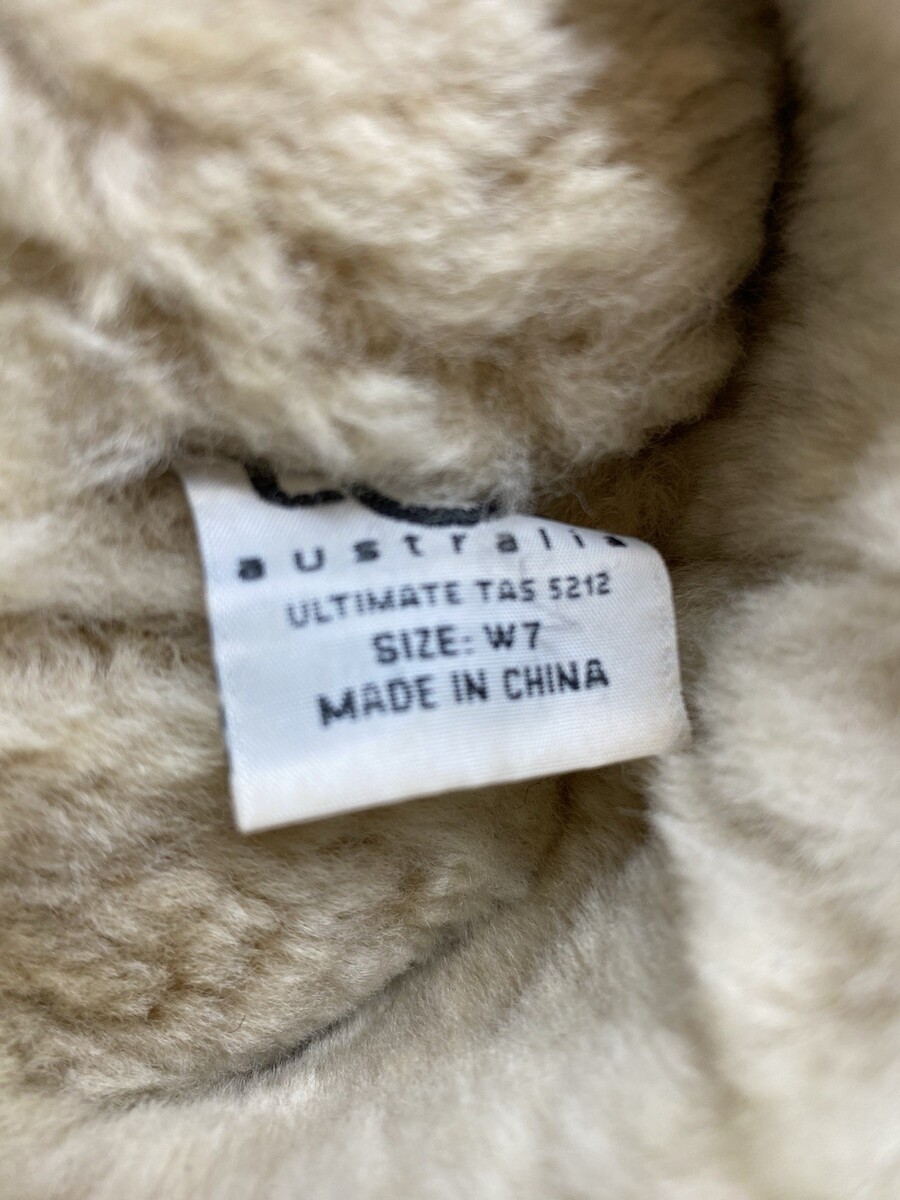 australia
ULTIMATE TAS 5212
SIZE: W7
MADE IN CHINA